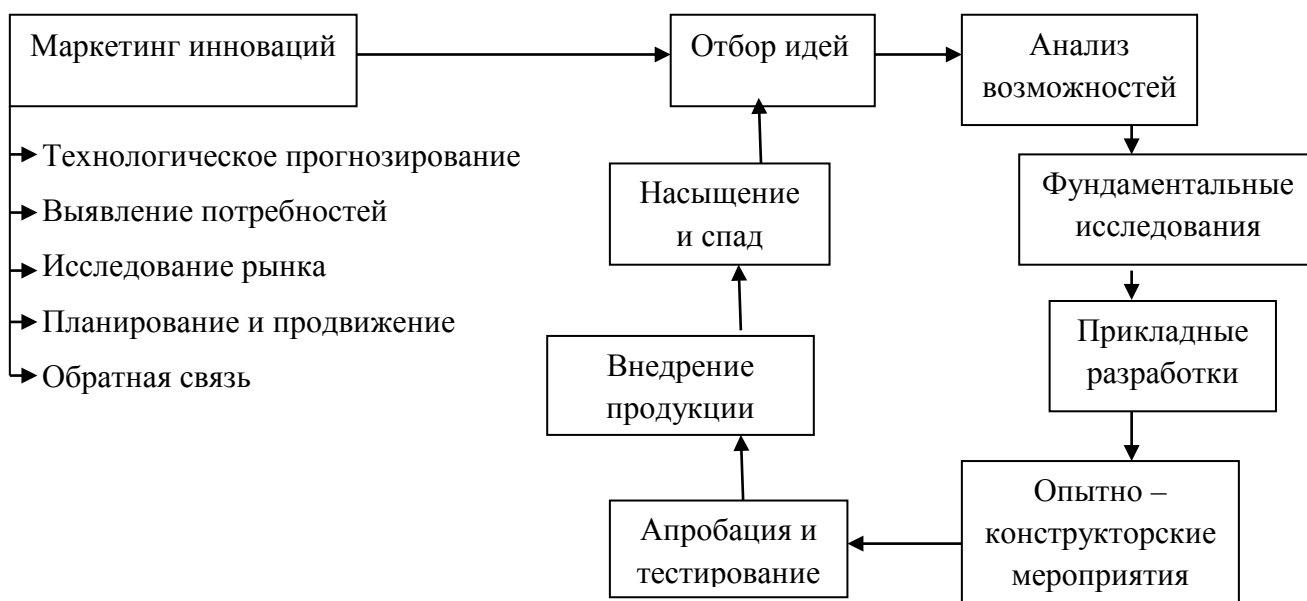 Маркетинг инноваций
Отбор идей
Анализ
возможностей
Технологическое прогнозирование
Выявление потребностей
Исследование рынка
Планирование и продвижение
Обратная связь
Насыщение
и спад
Фундаментальные
исследования
Внедрение
продукции
Прикладные
разработки
Апробация и
тестирование
Опытно –
конструкторские
мероприятия